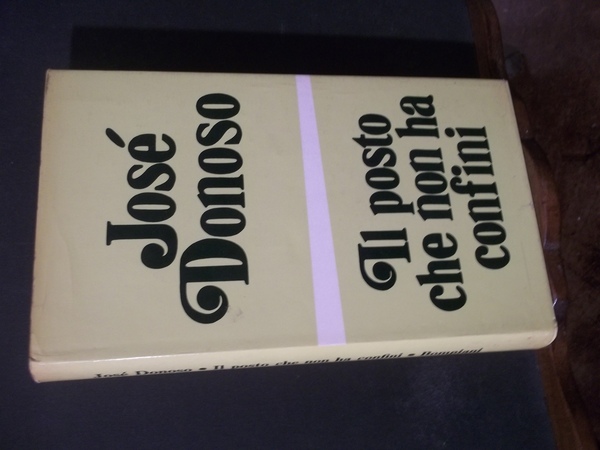 José
Donoso
Il posto
che non ha
confini
José Donoso • Il posto che non ha confini • Bompiani